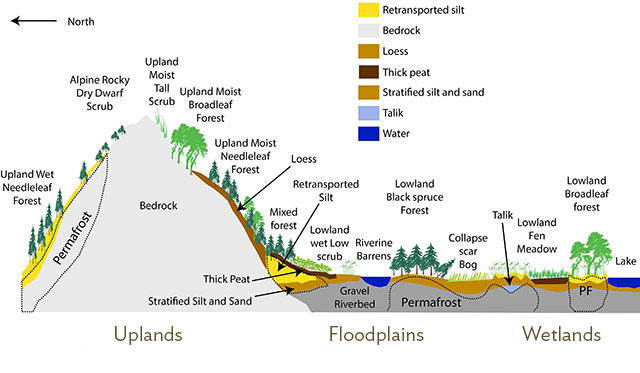 North
Retransported silt
Bedrock
Loess
Thick peat
Stratified silt and sand
Talik
Water
Alpine Rocky
Dry Dwarf
Scrub
Upland
Moist
Tall
Scrub
Upland Moist
Broadleaf
Forest
Upland Moist
Needleleaf
Forest
Loess
Upland Wet
Needleleaf
Forest
Permafrost
Bedrock
Retransported
Silt
Mixed
forest
Lowland
wet Low
scrub
Riverine
Barrens
Lowland
Black spruce
Forest
Collapse
scar
Bog
Talik
Lowland
Fen
Meadow
Lowland
Broadleaf
forest
Lake
Thick Peat
Stratified Silt and Sand
Gravel
Riverbed
Permafrost
PF
Uplands
Floodplains
Wetlands